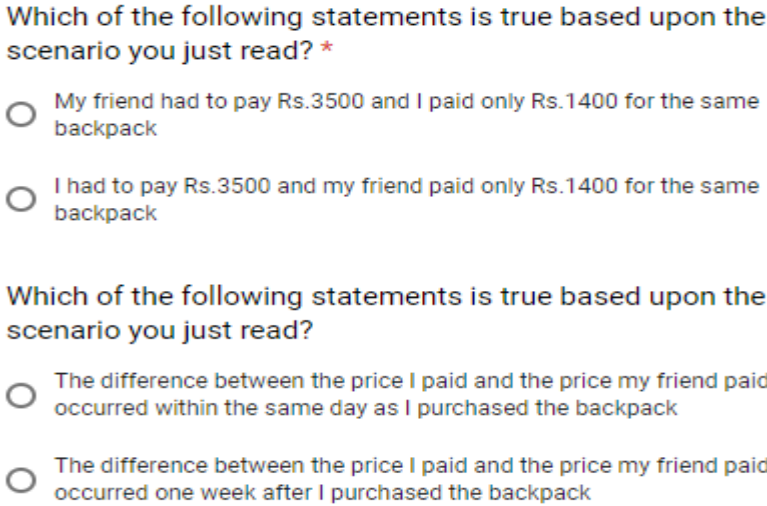 Which of the following statements is true based upon the
scenario you just read? *
My friend had to pay Rs.3500 and I paid only Rs.1400 for the same
backpack
I had to pay Rs.3500 and my friend paid only Rs.1400 for the same
backpack
Which of the following statements is true based upon the
scenario you just read?
The difference between the price I paid and the price my friend paid
occurred within the same day as I purchased the backpack
The difference between the price I paid and the price my friend paid
occurred one week after I purchased the backpack